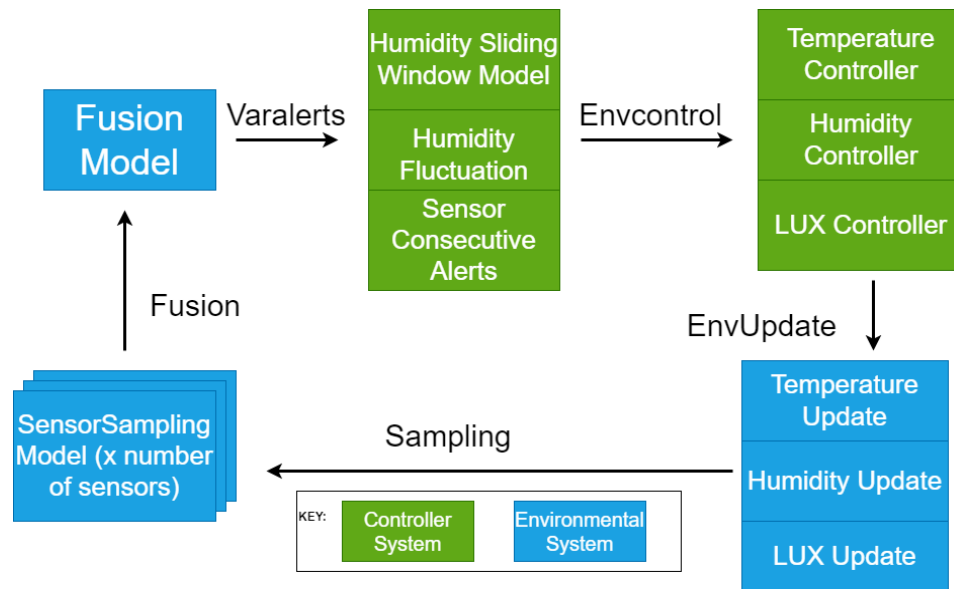 Fusion
Model
Varalerts
Humidity Sliding
Window Model
Humidity
Fluctuation
Sensor
Consecutive
Alerts
Envcontrol
Temperature
Controller
Humidity
Controller
LUX Controller
EnvUpdate
Temperature
Update
Humidity Update
LUX Update
Sampling
SensorSampling
Model (x number
of sensors)
Fusion
KEY:
Controller
System
Environmental
System